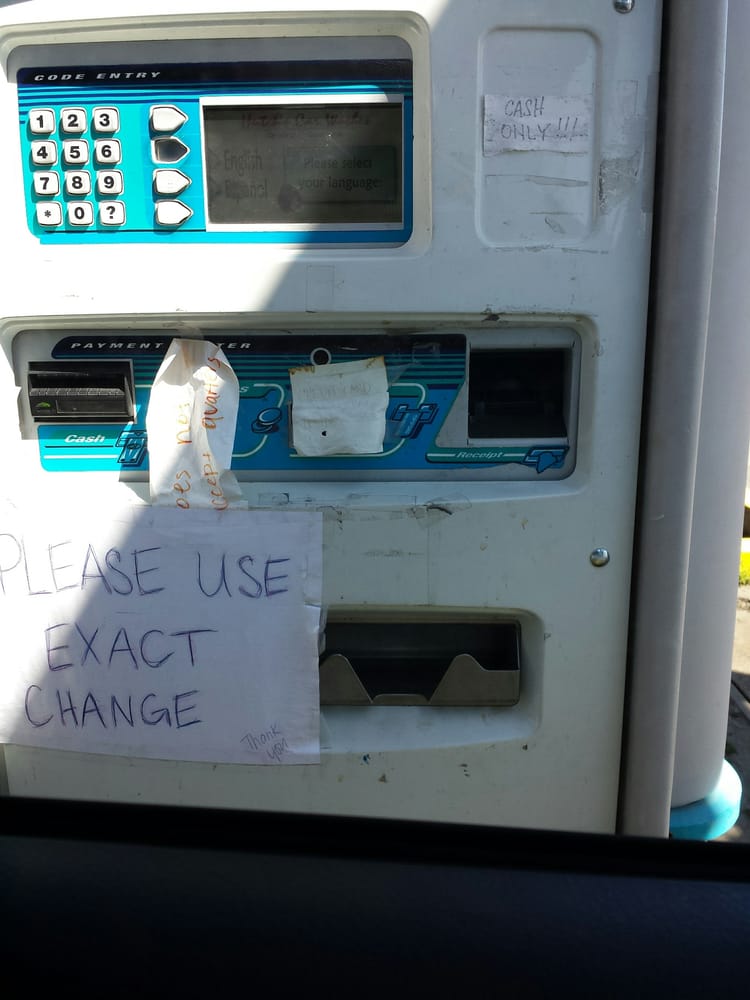 CODE ENTRY
1 2 3
4 5 6
7 8 9
* 0 ?
English
Español
Please select
your language:
CASH
ONLY!!!
PAYMENT
Cash
Receipt
PLEASE USE
EXACT
CHANGE
Thank
you